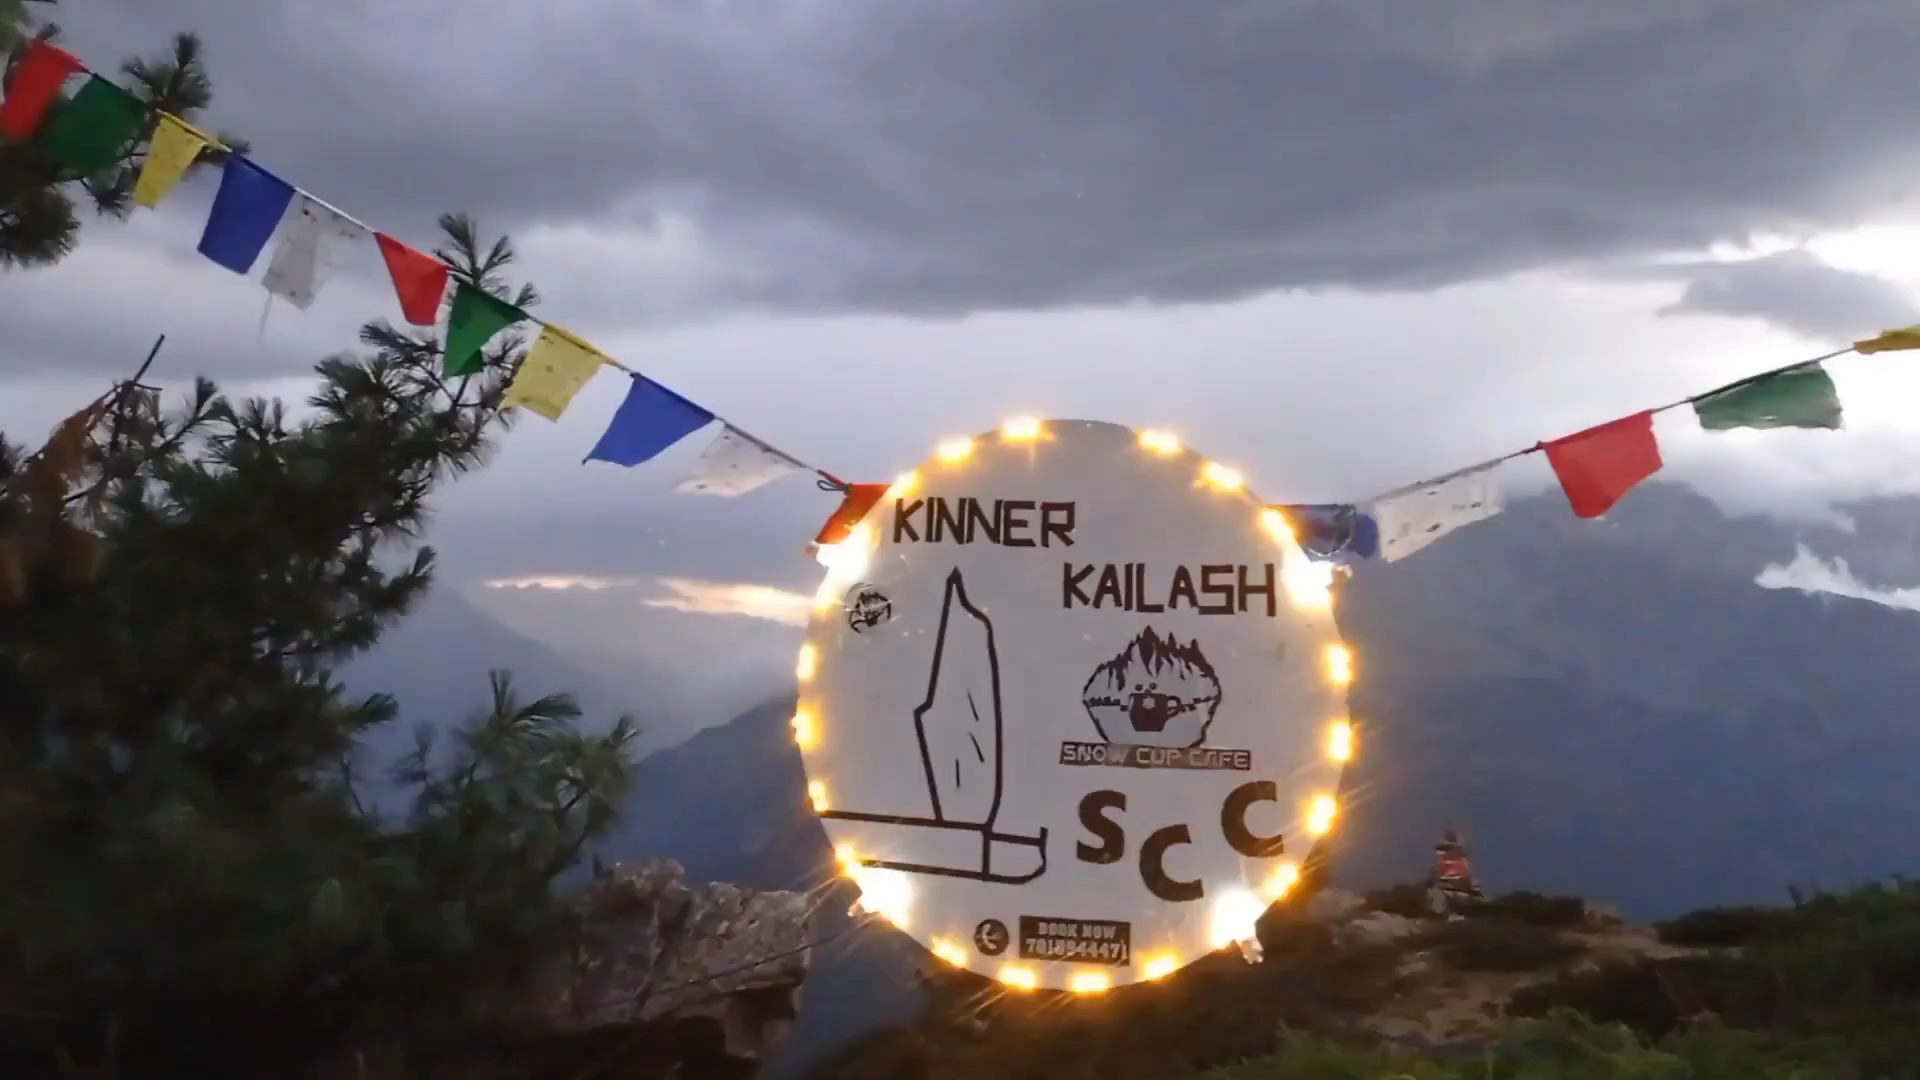 KINNER
KAILASH
SNOW CUP CAFE
SCC
BOOK NOW